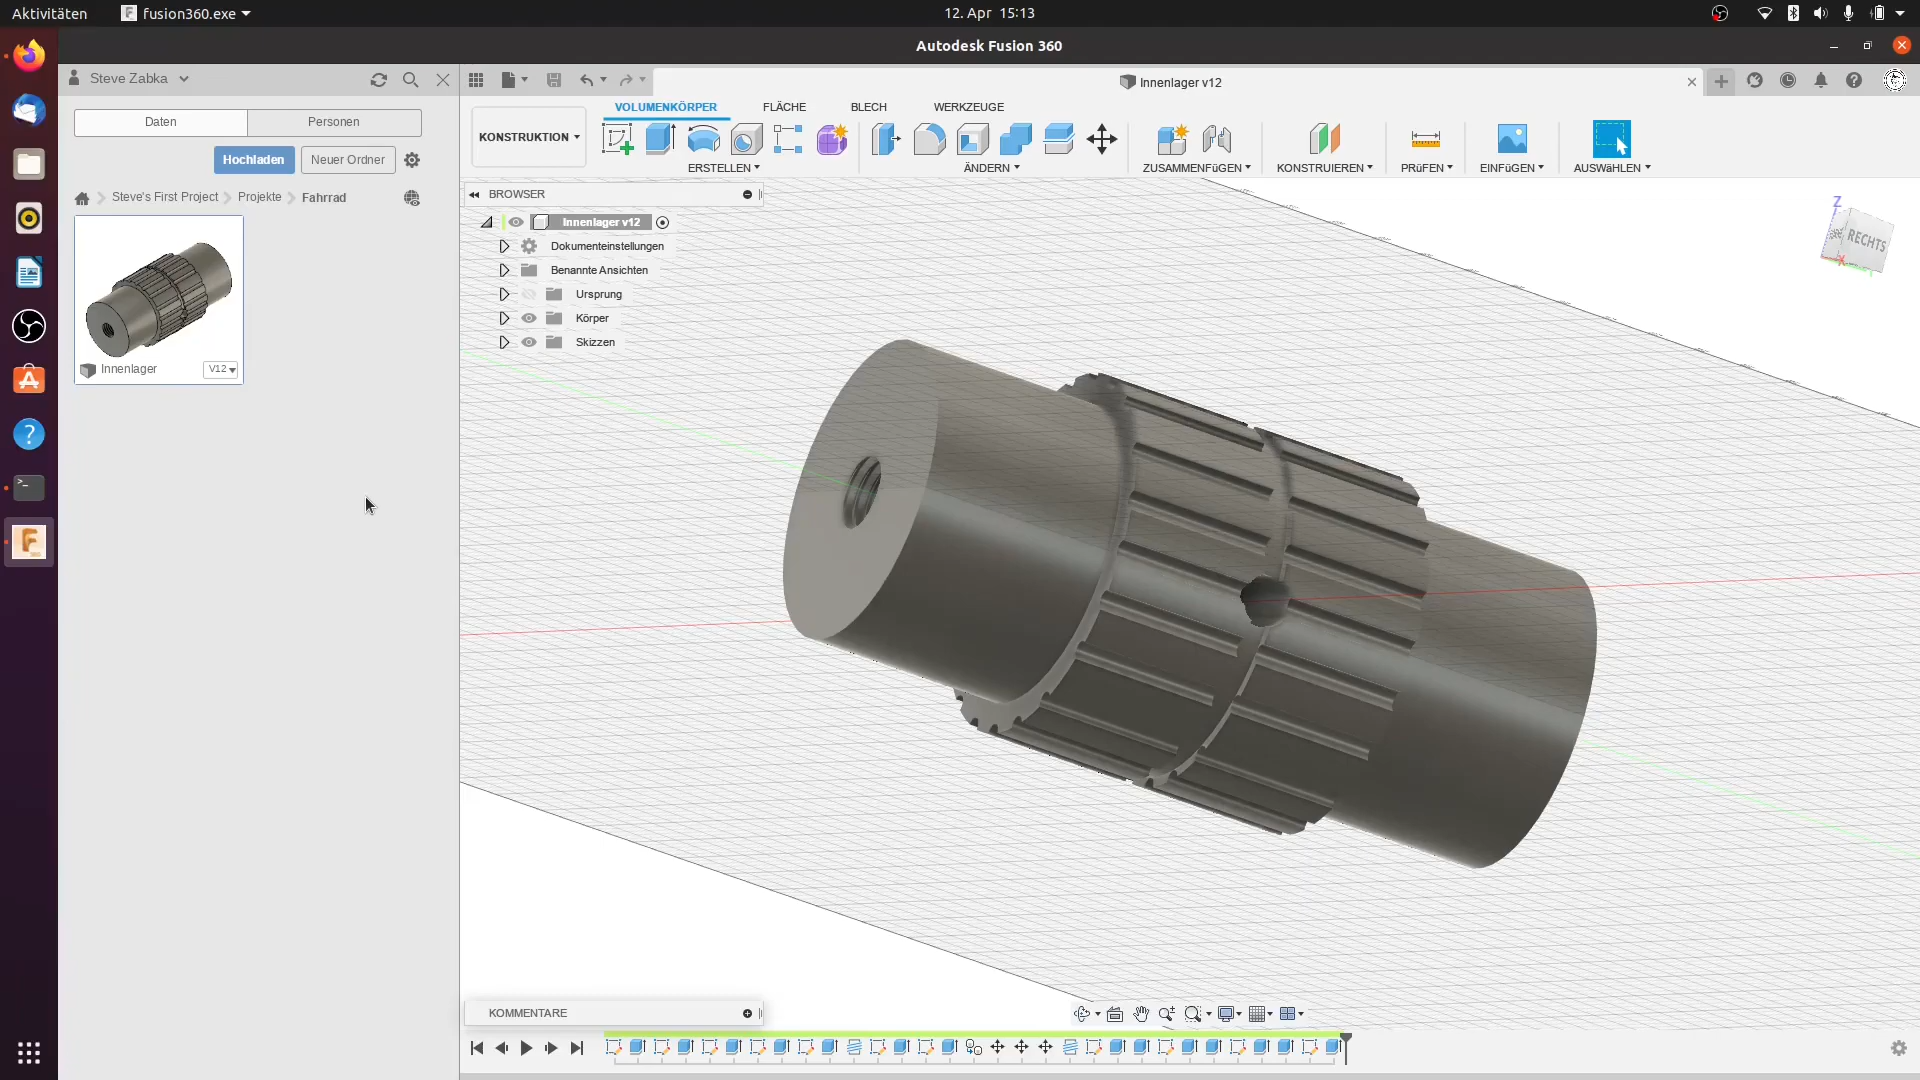 Aktivitäten
fusion360.exe
12. Apr 15:13
Autodesk Fusion 360
Steve Zabka
Innenlager v12
Daten
Personen
VOLUMENKÖRPER
FLÄCHE
BLECH
WERKZEUGE
KONSTRUKTION
Hochladen
Neuer Ordner
ERSTELLEN
ÄNDERN
ZUSAMMENFüGEN
KONSTRUIEREN
PRüFEN
EINFüGEN
AUSWäHLEN
Steve's First Project
Projekte
Fahrrad
BROWSER
Innenlager v12
Dokumenteinstellungen
Benannte Ansichten
Ursprung
Körper
Skizzen
Z
RECHTS
X
Innenlager
V12
KOMMENTARE